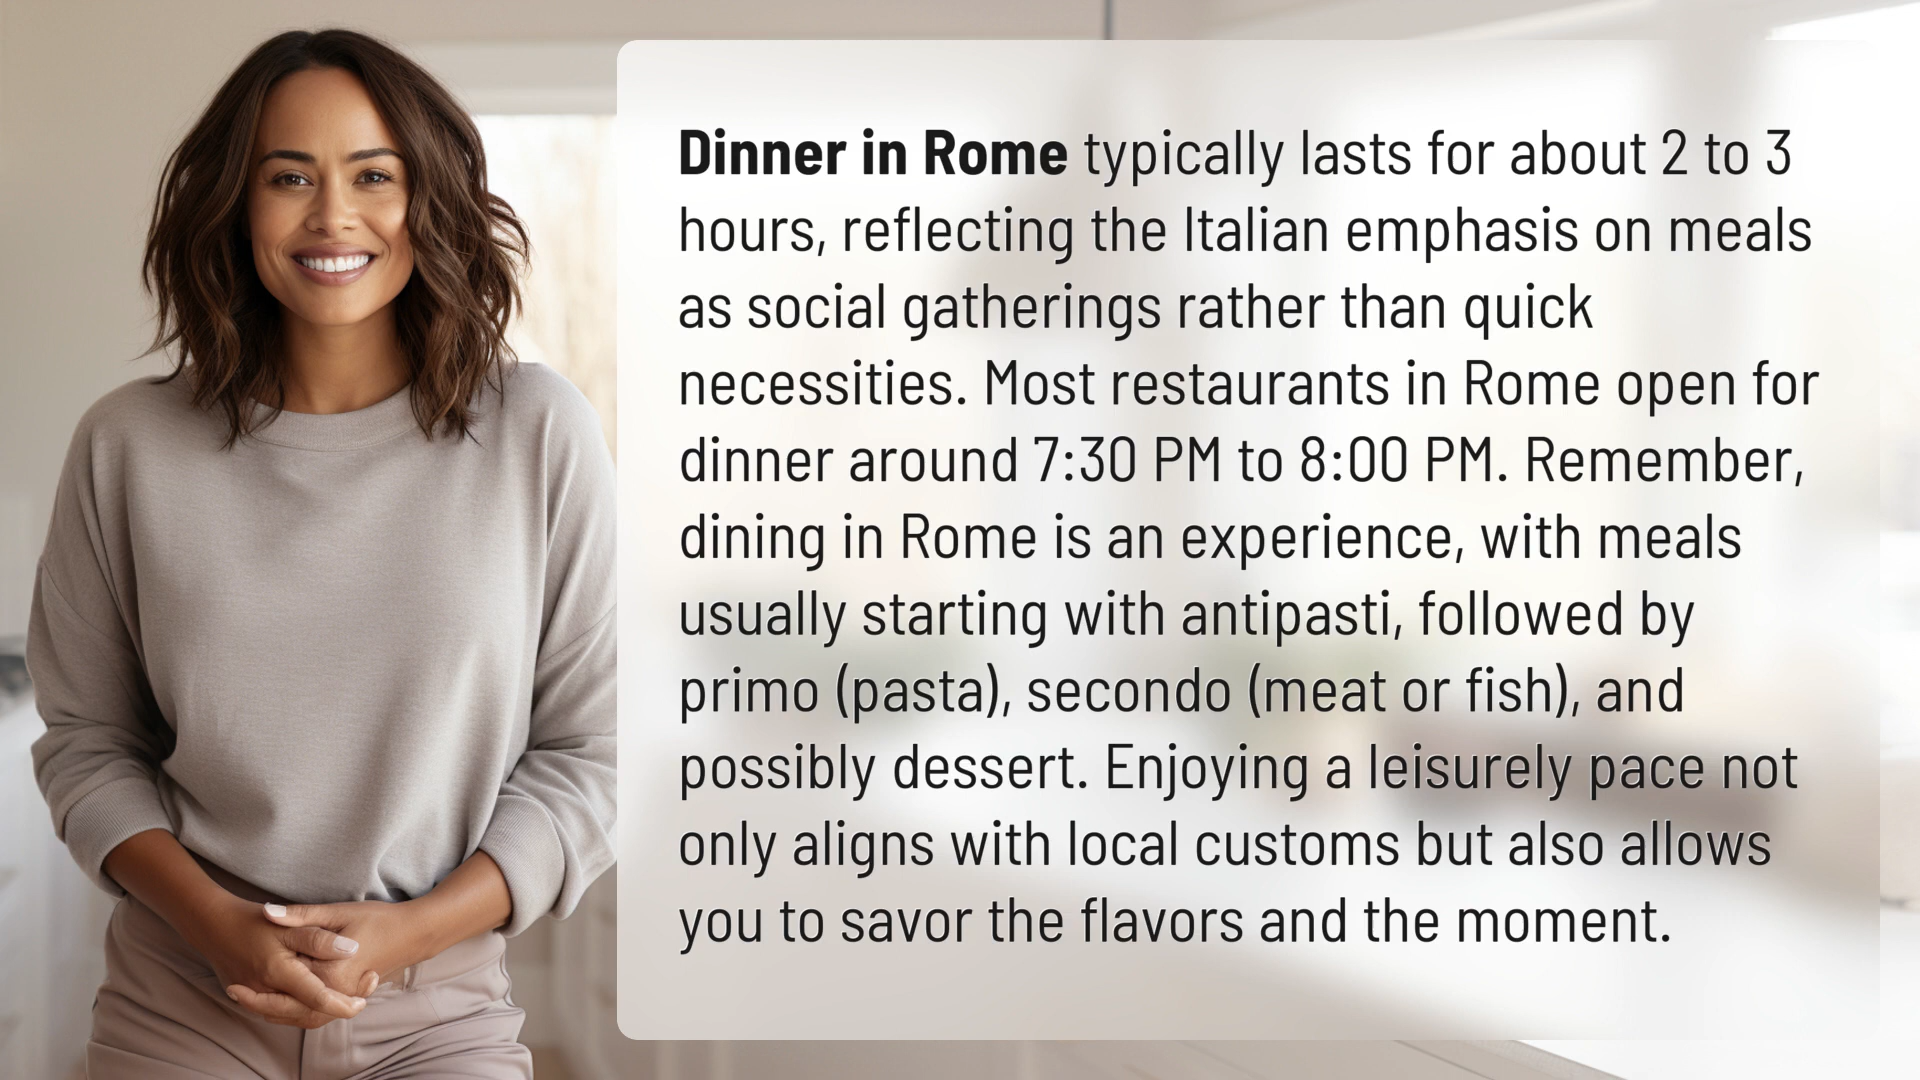 Dinner in Rome typically lasts for about 2 to 3
hours, reflecting the Italian emphasis on meals
as social gatherings rather than quick
necessities. Most restaurants in Rome open for
dinner around 7:30 PM to 8:00 PM. Remember,
dining in Rome is an experience, with meals
usually starting with antipasti, followed by
primo (pasta), secondo (meat or fish), and
possibly dessert. Enjoying a leisurely pace not
only aligns with local customs but also allows
you to savor the flavors and the moment.